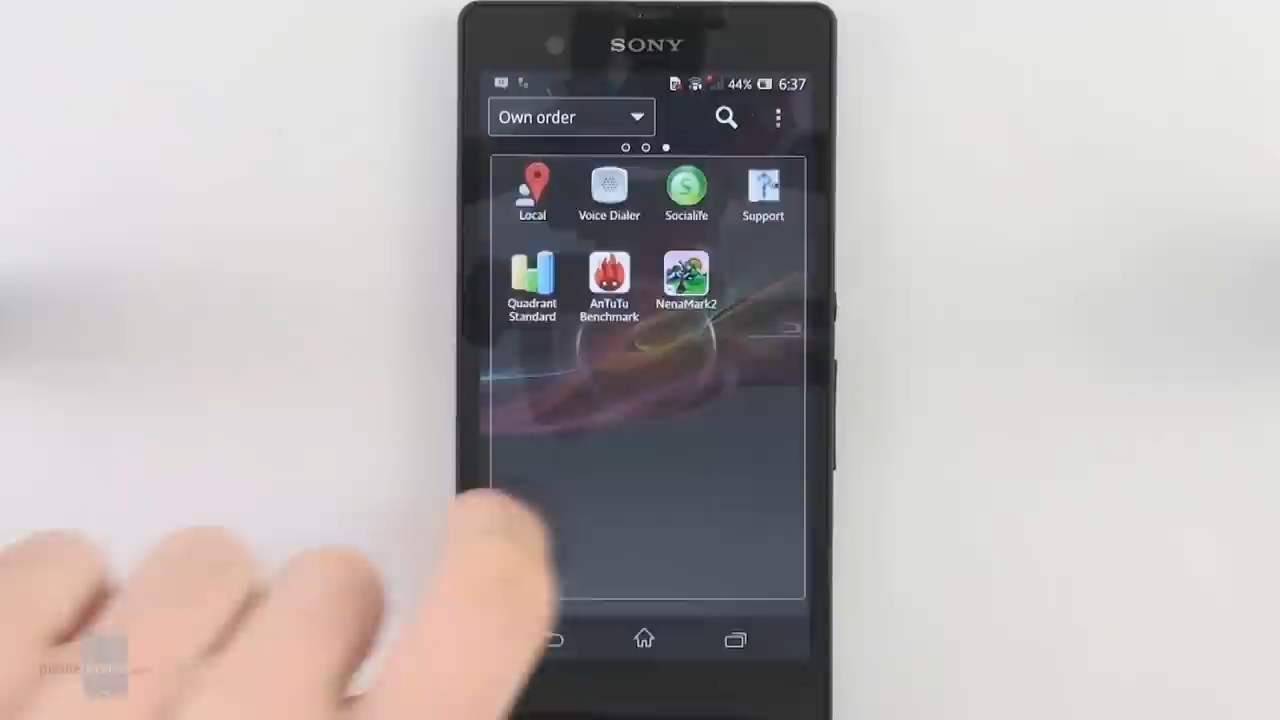 SONY
44% 6:37
Own order
Local Voice Dialer Socialife Support
Quadrant Standard AnTuTu Benchmark NenaMark2